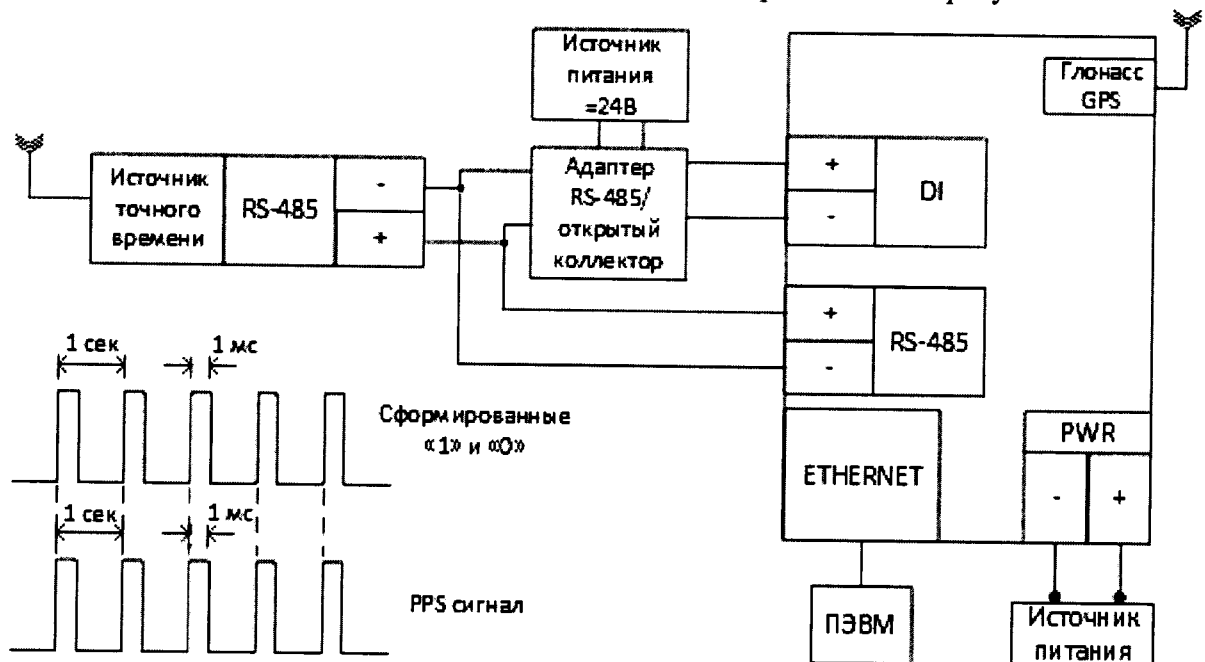 Источник
питания
=24В
Глонасс
GPS
Источник
точного
времени
RS-485
-
+
Адаптер
RS-485/
открытый
коллектор
+
-
DI
+
-
RS-485
1 сек
1 мс
Сформированные
«1» и «0»
ETHERNET
PWR
-
+
1 сек
1 мс
PPS сигнал
ПЭВМ
Источник
питания